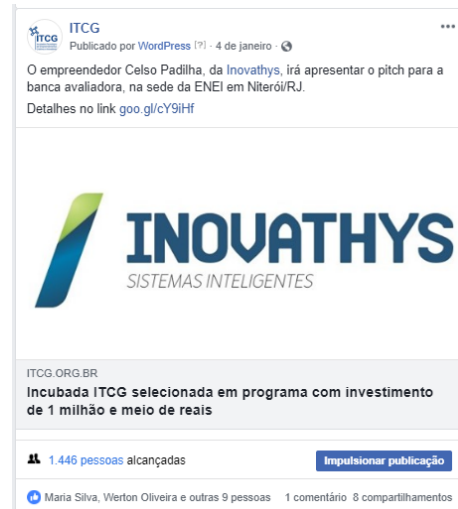 ITCG
ITCG
Publicado por WordPress [?] · 4 de janeiro ·
O empreendedor Celso Padilha, da Inovathys, irá apresentar o pitch para a
banca avaliadora, na sede da ENEI em Niterói/RJ.
Detalhes no link goo.gl/cY9iHf
INOVATHYS
SISTEMAS INTELIGENTES
ITCG.ORG.BR
Incubada ITCG selecionada em programa com investimento
de 1 milhão e meio de reais
1.446 pessoas alcançadas
Impulsionar publicação
Maria Silva, Werton Oliveira e outras 9 pessoas 1 comentário 8 compartilhamentos